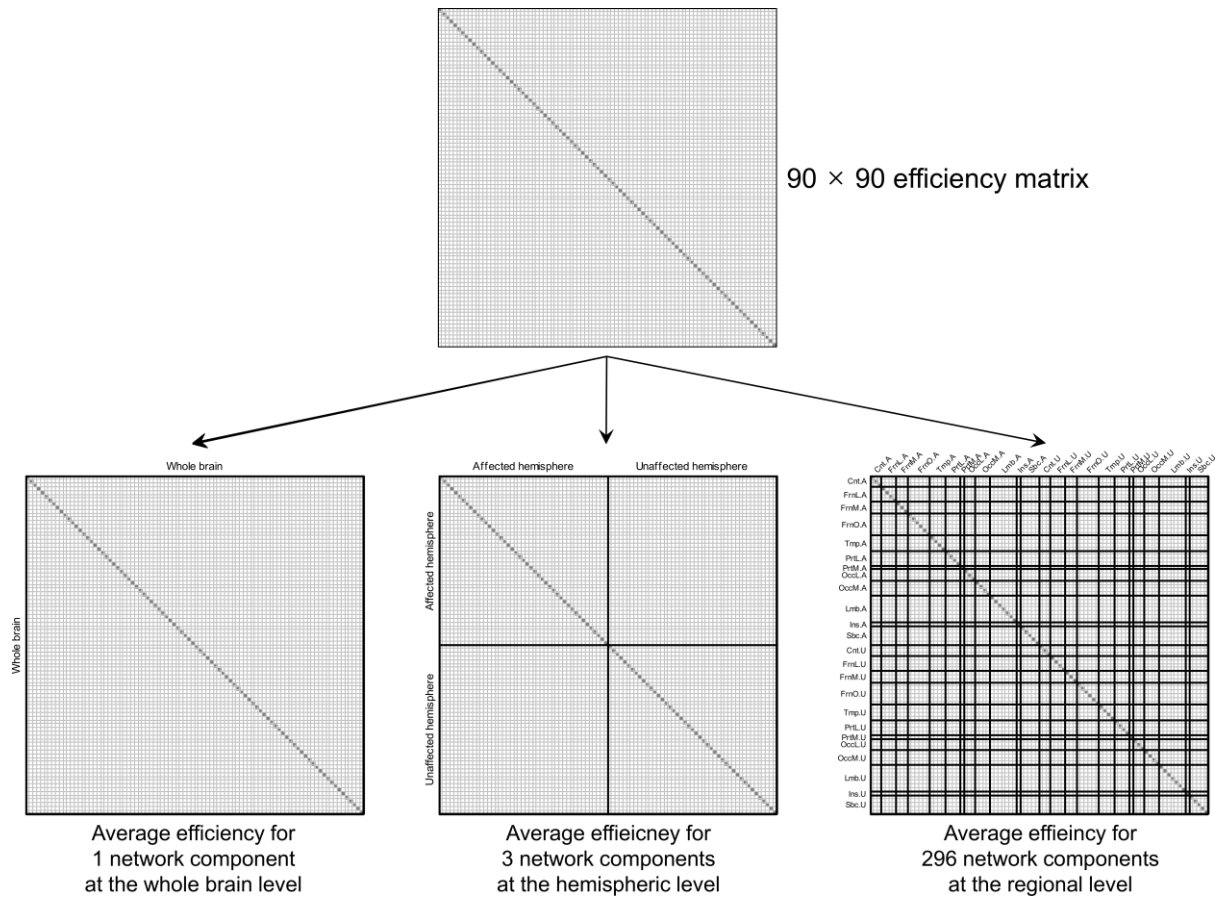 90 × 90 efficiency matrix
Whole brain
Whole brain
Average efficiency for
1 network component
at the whole brain level
Affected hemisphere Unaffected hemisphere
Affected hemisphere
Unaffected hemisphere
Average effieicney for
3 network components
at the hemispheric level
Cnt.A FrnL.A FrnM.A FrnO.A Tmp.A PrtL.A PrtM.A OccL.A OccM.A Lmb.A Ins.A Sbc.A Cnt.U FrnL.U FrnM.U FrnO.U Tmp.U PrtL.U PrtM.U OccL.U OccM.U Lmb.U Ins.U Sbc.U
Cnt.A
FrnL.A
FrnM.A
FrnO.A
Tmp.A
PrtL.A
PrtM.A
OccL.A
OccM.A
Lmb.A
Ins.A
Sbc.A
Cnt.U
FrnL.U
FrnM.U
FrnO.U
Tmp.U
PrtL.U
PrtM.U
OccL.U
OccM.U
Lmb.U
Ins.U
Sbc.U
Average effieincy for
296 network components
at the regional level